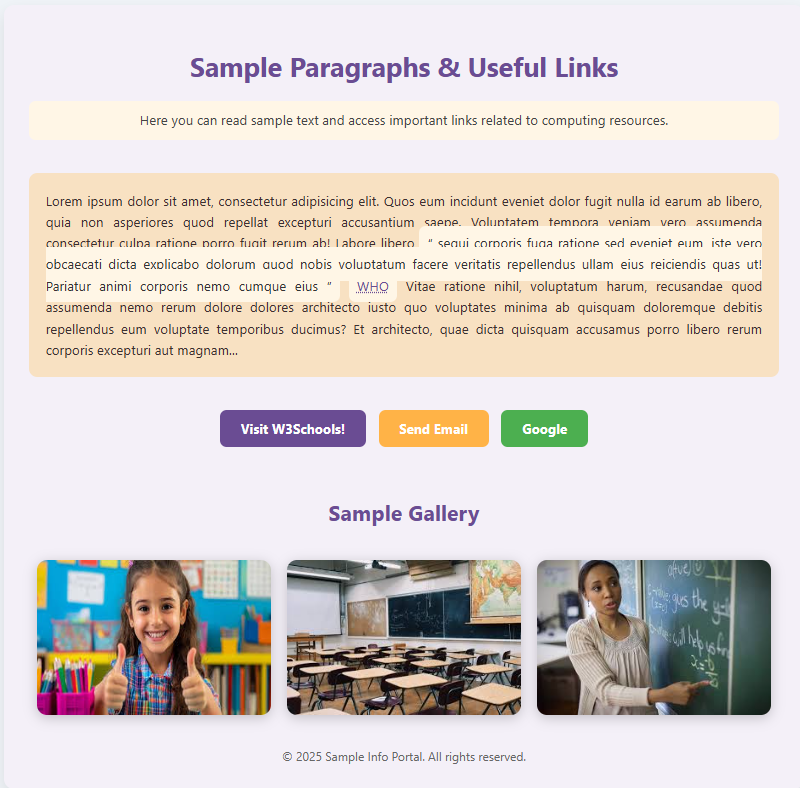 Sample Paragraphs & Useful Links
Here you can read sample text and access important links related to computing resources.
Lorem ipsum dolor sit amet, consectetur adipisicing elit. Quos eum incidunt eveniet dolor fugit nulla id earum ab libero,
quia non asperiores quod repellat excepturi accusantium saepe. Voluptatem tempora veniam vero assumenda
consectetur culpa ratione porro fugit rerum ab! Labore libero “ sequi corporis fuga ratione sed eveniet eum, iste vero
obcaecati dicta explicabo dolorum quod nobis voluptatum facere veritatis repellendus ullam eius reiciendis quas ut!
Pariatur animi corporis nemo cumque eius ” WHO Vitae ratione nihil, voluptatum harum, recusandae quod
assumenda nemo rerum dolore dolores architecto iusto quo voluptates minima ab quisquam doloremque debitis
repellendus eum voluptate temporibus ducimus? Et architecto, quae dicta quisquam accusamus porro libero rerum
corporis excepturi aut magnam...
Visit W3Schools!
Send Email
Google
Sample Gallery
gives the
will help you find
© 2025 Sample Info Portal. All rights reserved.